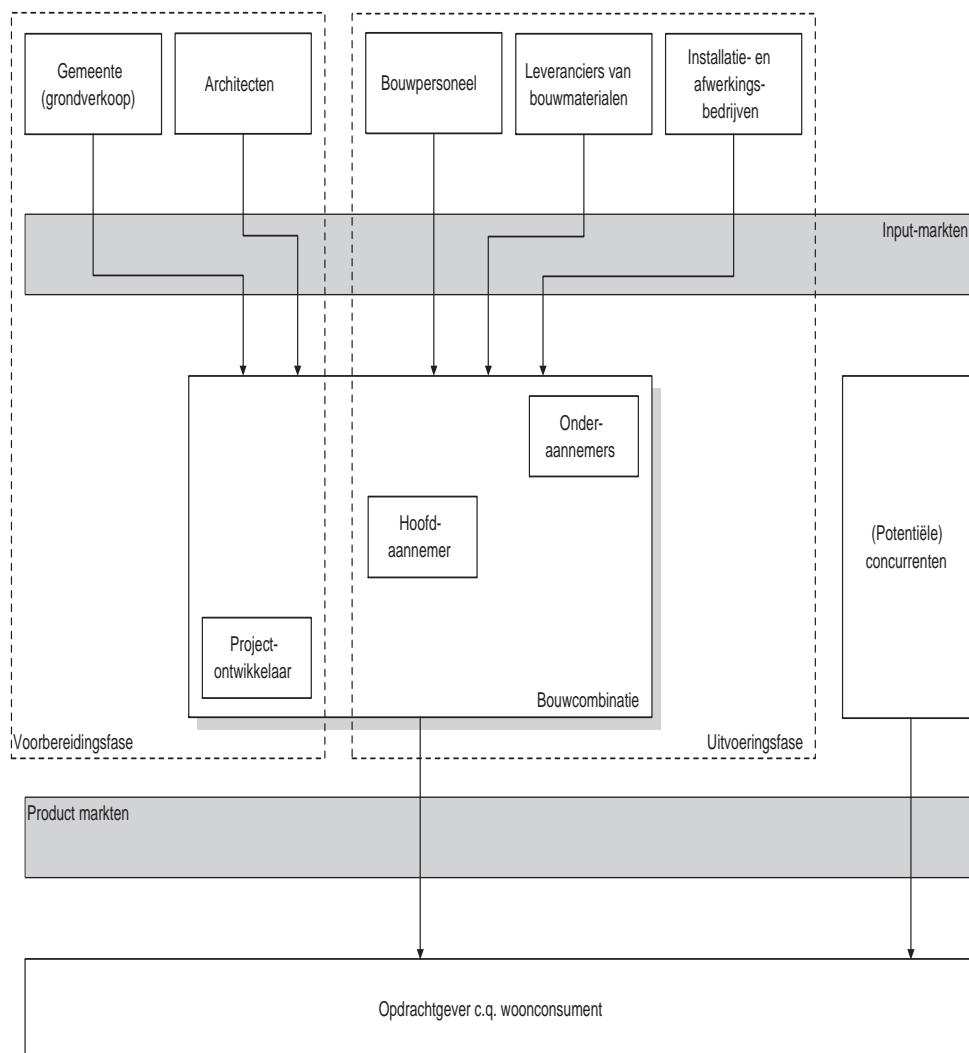 Gemeente
(grondverkoop)
Architecten
Bouwpersoneel
Leveranciers van
bouwmaterialen
Installatie- en
afwerkings-
bedrijven
Input-markten
Onder-
aannemers
Hoofd-
aannemer
(Potentiële)
concurrenten
Project-
ontwikkelaar
Bouwcombinatie
Voorbereidingsfase
Uitvoeringsfase
Product markten
Opdrachtgever c.q. woonconsument